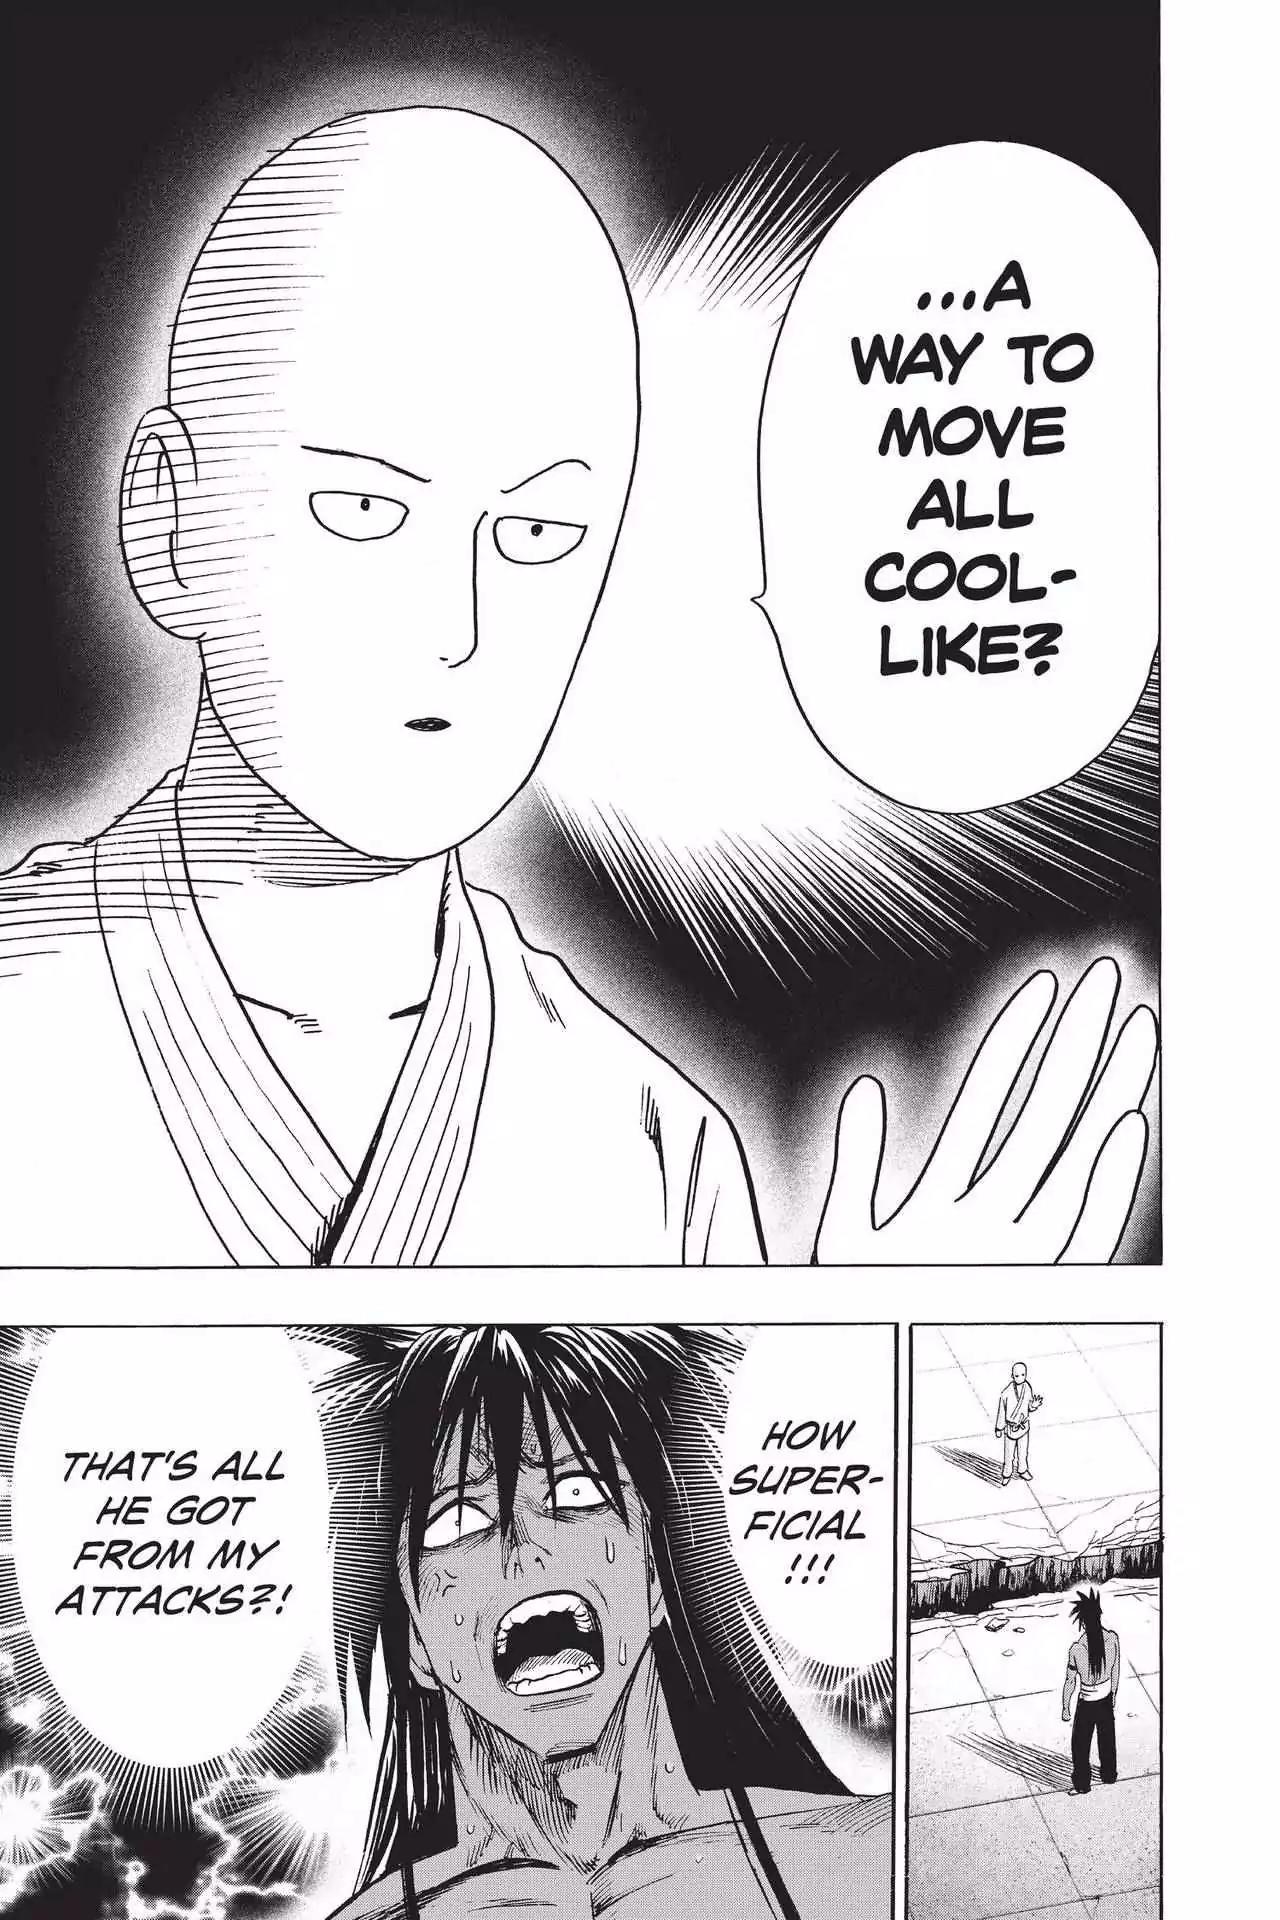 ...A
WAY TO
MOVE
ALL
COOL-
LIKE?
HOW
SUPER-
FICIAL
!!!
THAT'S ALL
HE GOT
FROM MY
ATTACKS?!